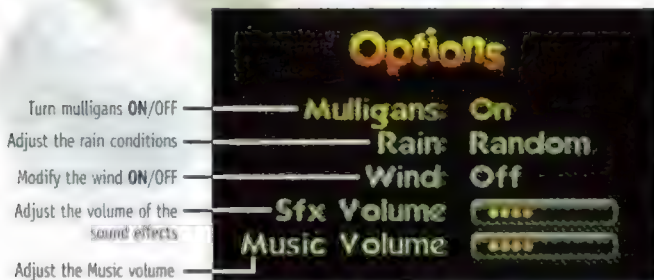 Options
Turn mulligans ON/OFF
Mulligans: On
Adjust the rain conditions
Rain: Random
Modify the wind ON/OFF
Wind: Off
Adjust the volume of the
sound effects
Sfx Volume
Adjust the Music volume
Music Volume